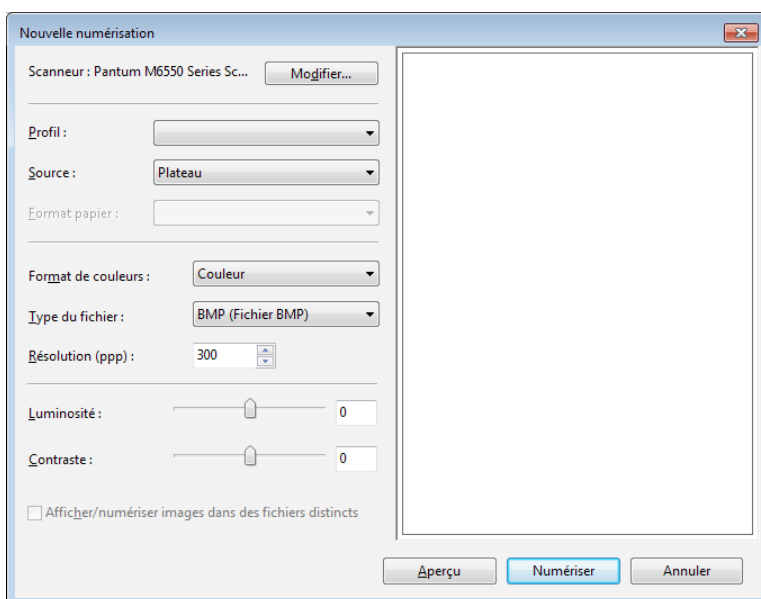 Nouvelle numérisation
Scanneur : Pantum M6550 Series Sc... Modifier...
Profil :
Source : Plateau
Format papier :
Format de couleurs : Couleur
Type du fichier : BMP (Fichier BMP)
Résolution (ppp) : 300
Luminosité : 0
Contraste : 0
Afficher/numériser images dans des fichiers distincts
Aperçu Numériser Annuler